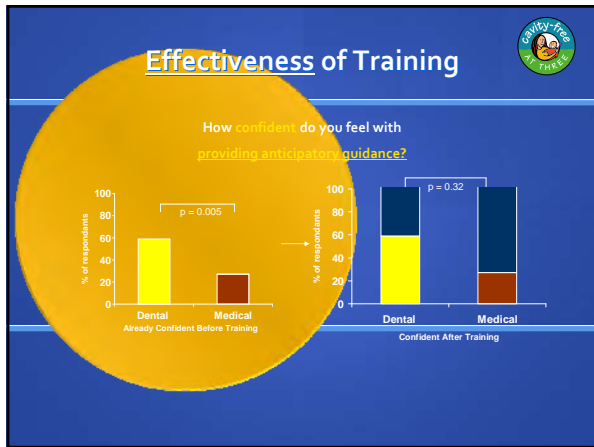 Effectiveness of Training
cavity-free
AT THREE
How confident do you feel with
providing anticipatory guidance?
% of respondants
100
80
60
40
20
0
p = 0.005
Dental Medical
Already Confident Before Training
% of respondants
100
80
60
40
20
0
p = 0.32
Dental Medical
Confident After Training